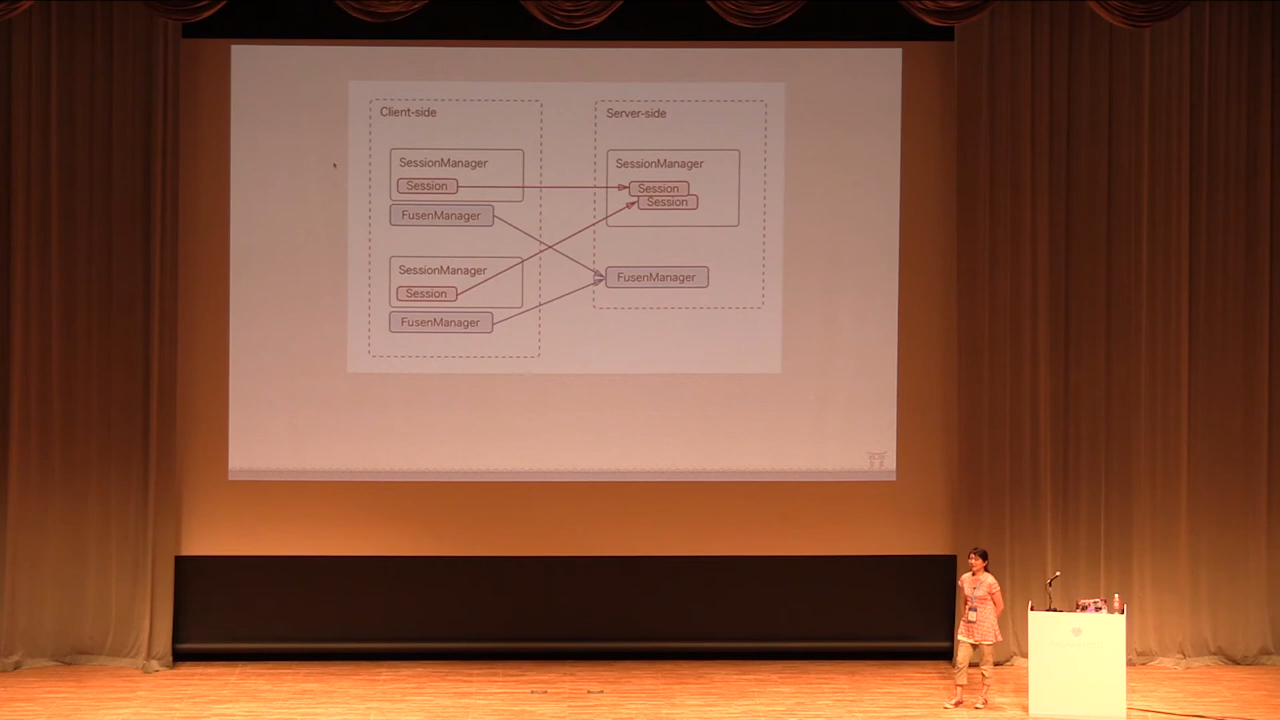 Client-side
SessionManager
Session
FusenManager
SessionManager
Session
FusenManager
Server-side
SessionManager
Session
Session
FusenManager